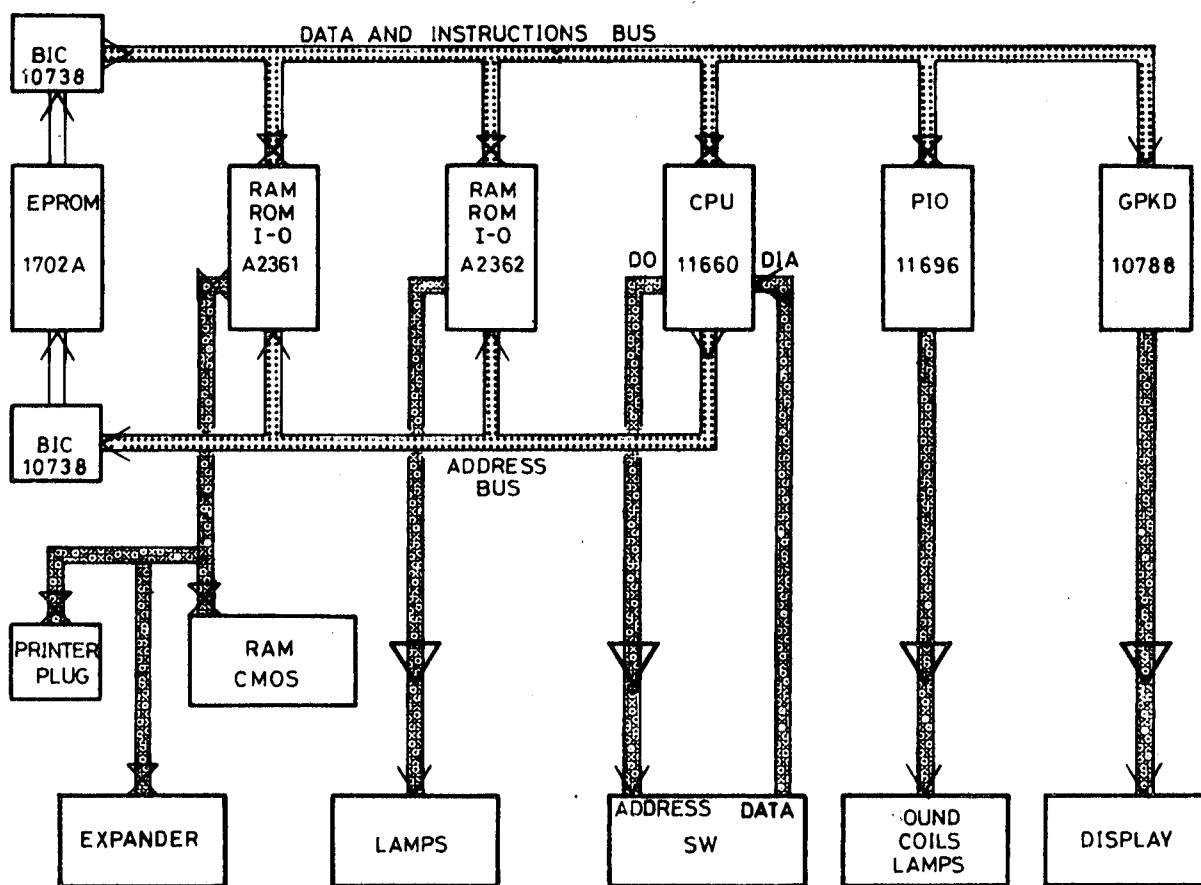 DATA AND INSTRUCTIONS BUS
BIC
10738
EPROM
1702A
RAM
ROM
I-O
A2361
RAM
ROM
I-O
A2362
CPU
11660
DO
DIA
PIO
11696
GPKD
10788
BIC
10738
ADDRESS
BUS
PRINTER
PLUG
RAM
CMOS
EXPANDER
LAMPS
ADDRESS DATA
SW
OUND
COILS
LAMPS
DISPLAY